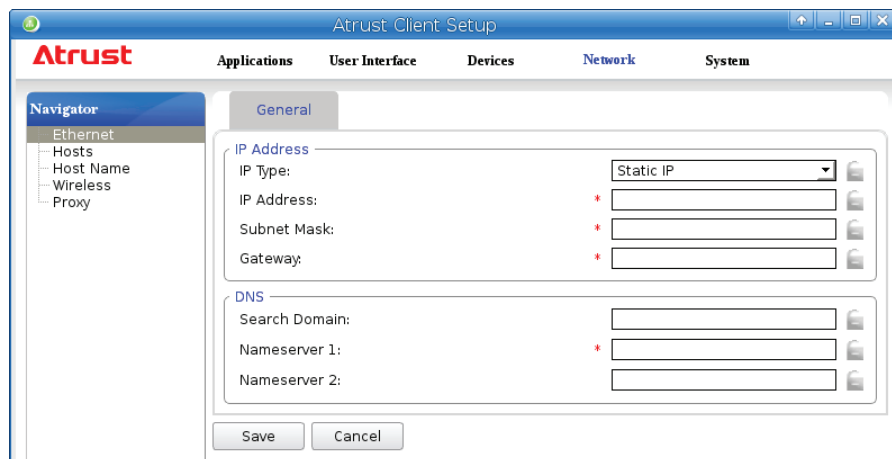 Atrust Client Setup
Atrust
Applications User Interface Devices Network System
Navigator
Ethernet
Hosts
Host Name
Wireless
Proxy
General
IP Address
IP Type: Static IP
IP Address: *
Subnet Mask: *
Gateway: *
DNS
Search Domain:
Nameserver 1: *
Nameserver 2:
Save Cancel